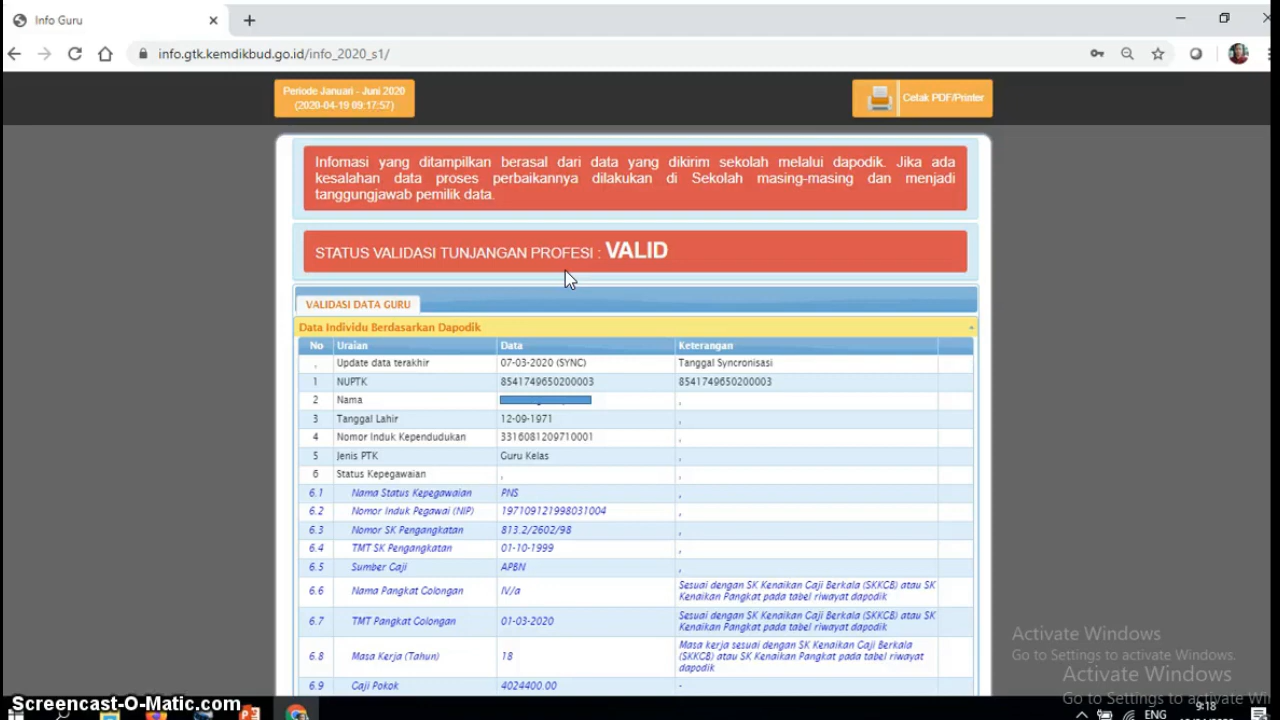 Info Guru
info.gtk.kemdikbud.go.id/info_2020_s1/
Periode Januari - Juni 2020
(2020-04-19 09:17:57)
Cetak PDF/Printer
Infomasi yang ditampilkan berasal dari data yang dikirim sekolah melalui dapodik. Jika ada
kesalahan data proses perbaikannya dilakukan di Sekolah masing-masing dan menjadi
tanggungjawab pemilik data.
STATUS VALIDASI TUNJANGAN PROFESI : VALID
VALIDASI DATA GURU
Data Individu Berdasarkan Dapodik
No Uraian Data Keterangan
, Update data terakhir 07-03-2020 (SYNC) Tanggal Syncronisasi
1 NUPTK 8541749650200003 8541749650200003
2 Nama ,
3 Tanggal Lahir 12-09-1971 ,
4 Nomor Induk Kependudukan 3316081209710001 ,
5 Jenis PTK Guru Kelas ,
6 Status Kepegawaian , ,
6.1 Nama Status Kepegawaian PNS ,
6.2 Nomor Induk Pegawai (NIP) 197109121998031004 ,
6.3 Nomor SK Pengangkatan 813.2/2602/98 ,
6.4 TMT SK Pengangkatan 01-10-1999 ,
6.5 Sumber Gaji APBN ,
6.6 Nama Pangkat Golongan IV/a Sesuai dengan SK Kenaikan Gaji Berkala (SKKGB) atau SK
Kenaikan Pangkat pada tabel riwayat dapodik
6.7 TMT Pangkat Golongan 01-03-2020 Sesuai dengan SK Kenaikan Gaji Berkala (SKKGB) atau SK
Kenaikan Pangkat pada tabel riwayat dapodik
6.8 Masa Kerja (Tahun) 18 Masa kerja sesuai dengan SK Kenaikan Gaji Berkala
(SKKGB) atau SK Kenaikan Pangkat pada tabel riwayat
dapodik
6.9 Gaji Pokok 4024400.00 -
Activate Windows
Go to Settings to activate Windows.
Activate Windows
Go to Settings to activate Wi
Screencast-O-Matic.com
ENG
9:18